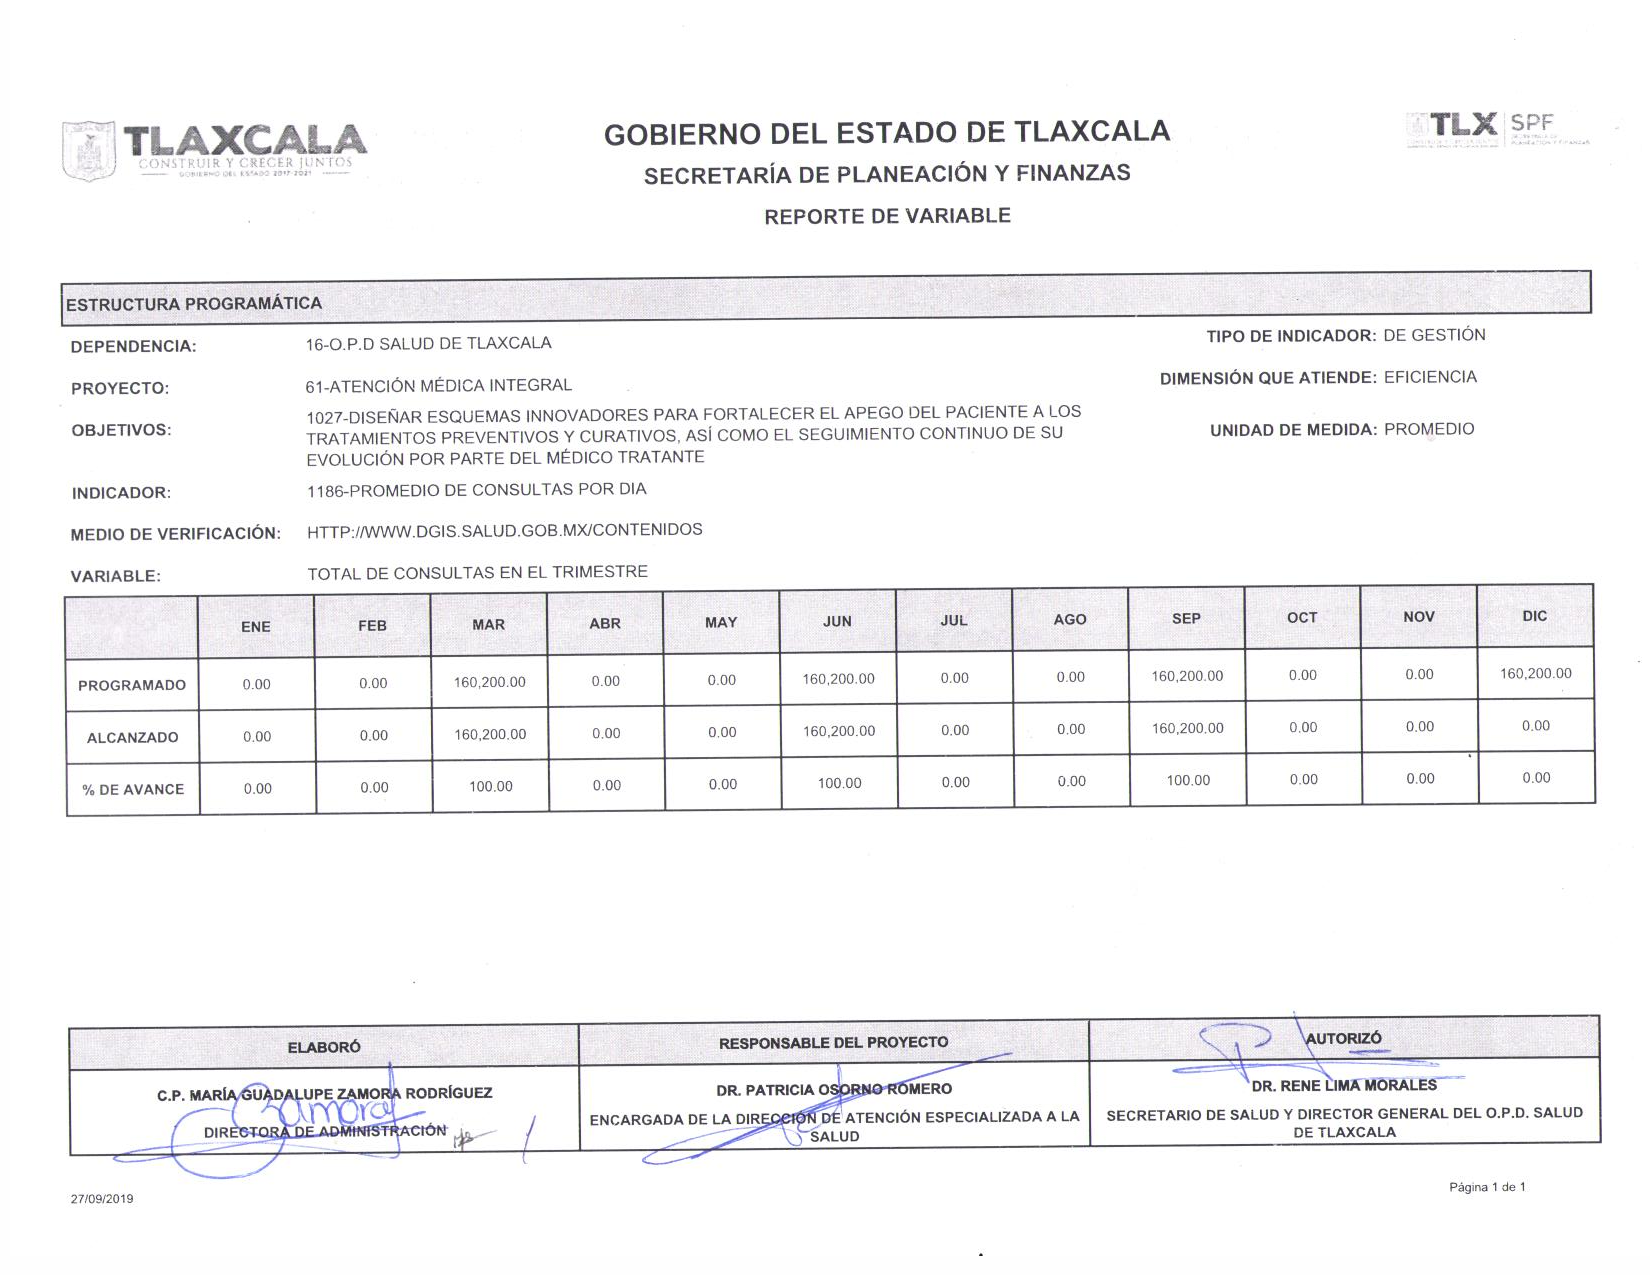 TLAXCALA
CONSTRUIR Y CRECER JUNTOS
GOBIERNO DEL ESTADO 2017-2021
GOBIERNO DEL ESTADO DE TLAXCALA
SECRETARÍA DE PLANEACIÓN Y FINANZAS
REPORTE DE VARIABLE
TLX SPF
ESTRUCTURA PROGRAMÁTICA
DEPENDENCIA: 16-O.P.D SALUD DE TLAXCALA TIPO DE INDICADOR: DE GESTIÓN
PROYECTO: 61-ATENCIÓN MÉDICA INTEGRAL DIMENSIÓN QUE ATIENDE: EFICIENCIA
OBJETIVOS: 1027-DISEÑAR ESQUEMAS INNOVADORES PARA FORTALECER EL APEGO DEL PACIENTE A LOS
TRATAMIENTOS PREVENTIVOS Y CURATIVOS, ASÍ COMO EL SEGUIMIENTO CONTINUO DE SU
EVOLUCIÓN POR PARTE DEL MÉDICO TRATANTE
UNIDAD DE MEDIDA: PROMEDIO
INDICADOR: 1186-PROMEDIO DE CONSULTAS POR DIA
MEDIO DE VERIFICACIÓN: HTTP://WWW.DGIS.SALUD.GOB.MX/CONTENIDOS
VARIABLE: TOTAL DE CONSULTAS EN EL TRIMESTRE
ENE FEB MAR ABR MAY JUN JUL AGO SEP OCT NOV DIC
PROGRAMADO 0.00 0.00 160,200.00 0.00 0.00 160,200.00 0.00 0.00 160,200.00 0.00 0.00 160,200.00
ALCANZADO 0.00 0.00 160,200.00 0.00 0.00 160,200.00 0.00 0.00 160,200.00 0.00 0.00 0.00
% DE AVANCE 0.00 0.00 100.00 0.00 0.00 100.00 0.00 0.00 100.00 0.00 0.00 0.00
ELABORÓ
C.P. MARÍA GUADALUPE ZAMORA RODRÍGUEZ
DIRECTORA DE ADMINISTRACIÓN
RESPONSABLE DEL PROYECTO
DR. PATRICIA OSORNO ROMERO
ENCARGADA DE LA DIRECCIÓN DE ATENCIÓN ESPECIALIZADA A LA
SALUD
AUTORIZÓ
DR. RENE LIMA MORALES
SECRETARIO DE SALUD Y DIRECTOR GENERAL DEL O.P.D. SALUD
DE TLAXCALA
27/09/2019
Página 1 de 1